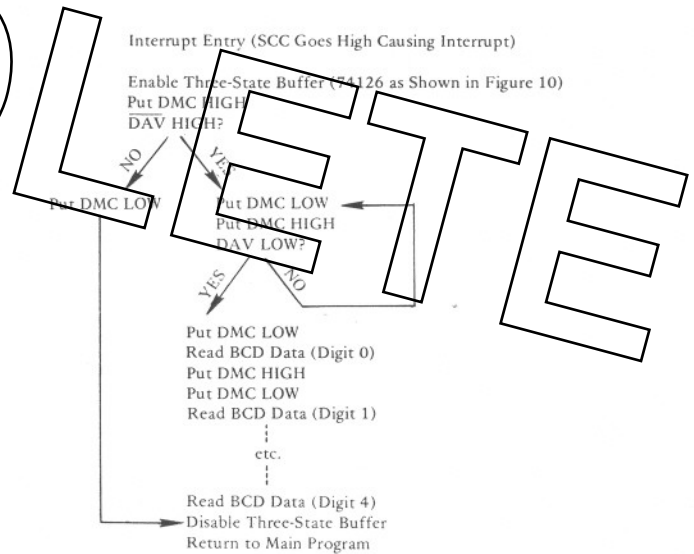 Interrupt Entry (SCC Goes High Causing Interrupt)
Enable Three-State Buffer (74126 as Shown in Figure 10)
Put DMC HIGH
DAV HIGH?
NO YES
Put DMC LOW Put DMC LOW
Put DMC HIGH
DAV LOW?
YES NO
Put DMC LOW
Read BCD Data (Digit 0)
Put DMC HIGH
Put DMC LOW
Read BCD Data (Digit 1)
etc.
Read BCD Data (Digit 4)
Disable Three-State Buffer
Return to Main Program
LETE